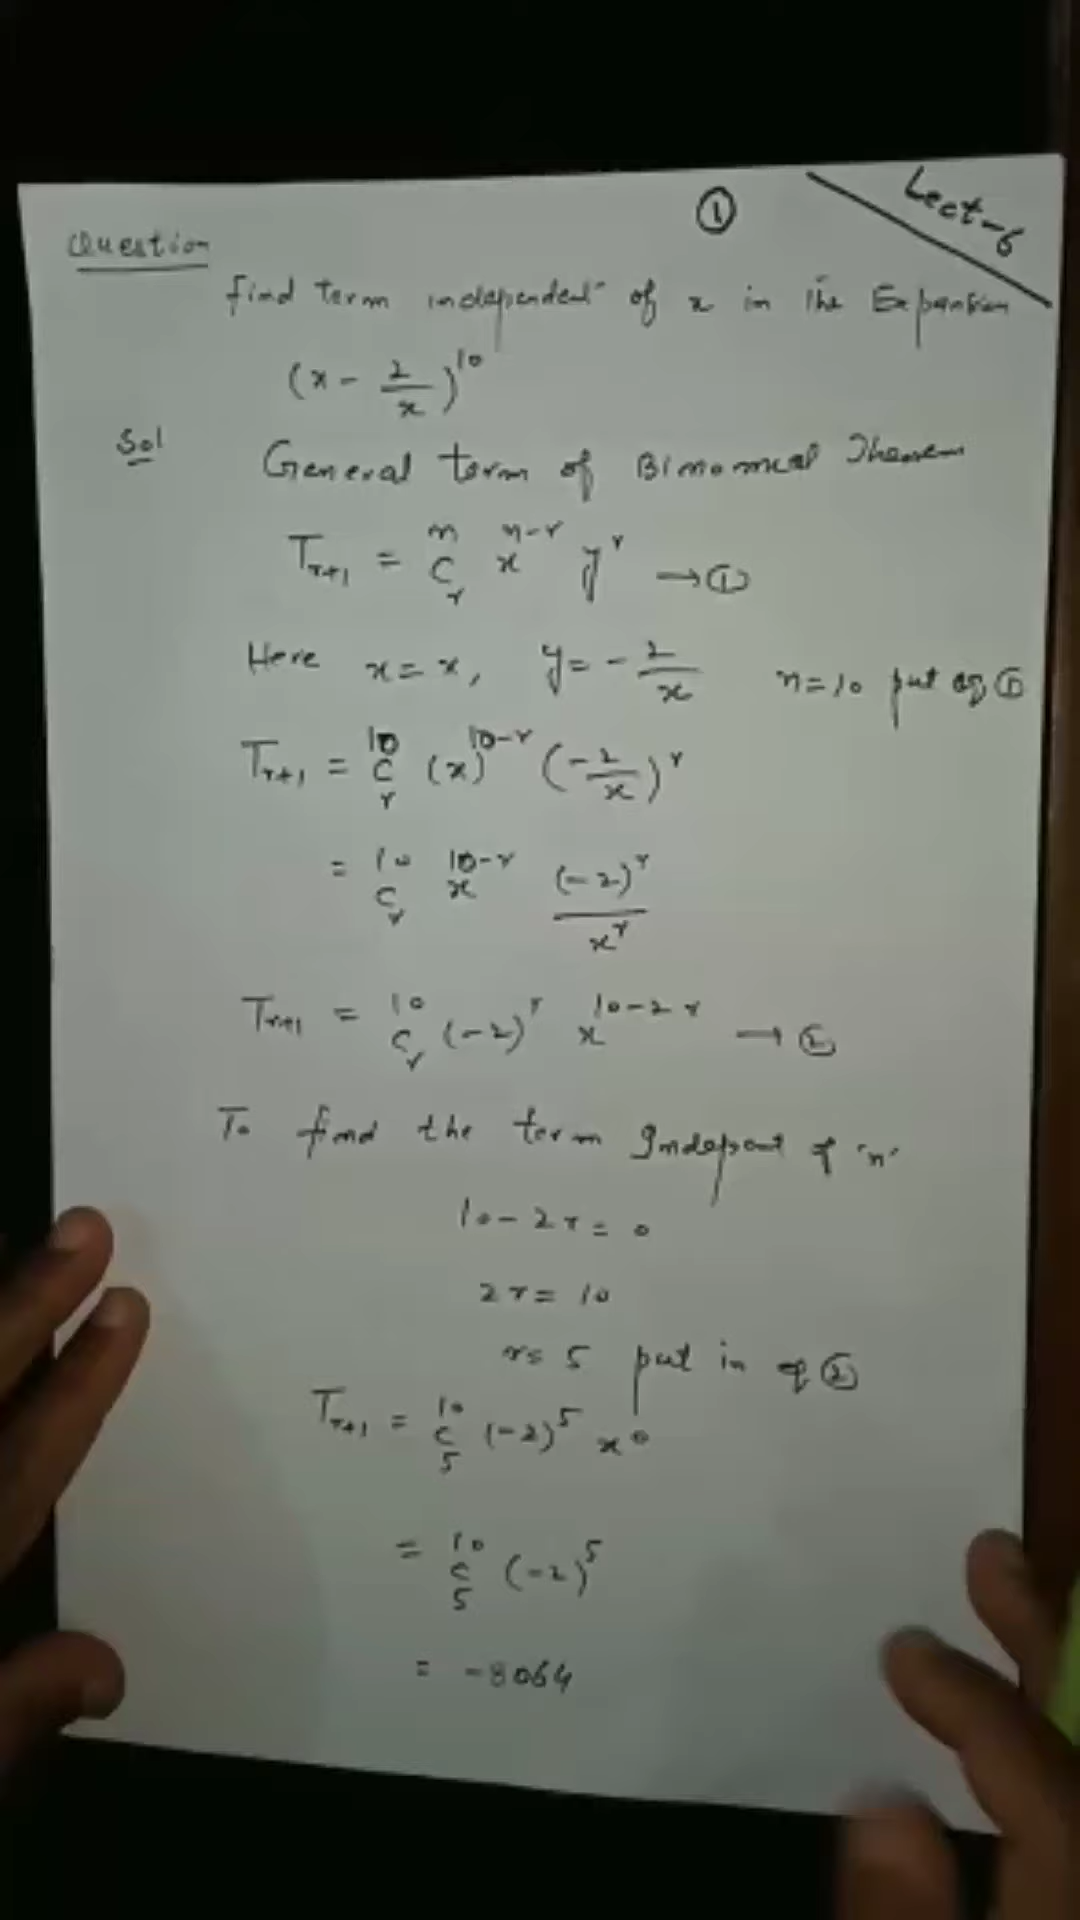 ①
Lect-6
Question
find term independent of x in the Expansion
(x - 2/x)^10
Sol
General term of Binomical Theorem
T_{r+1} = ^nC_r x^{n-r} y^r → ①
Here x = x, y = -2/x n=10 put eq ①
T_{r+1} = ^10C_r (x)^{10-r} (-2/x)^r
= ^10C_r x^{10-r} (-2)^r/x^r
T_{r+1} = ^10C_r (-2)^r x^{10-2r} → ②
To find the term Indepent of 'n'
10-2r = 0
2r = 10
r = 5 put in eq ②
T_{r+1} = ^10C_5 (-2)^5 x^0
= ^10C_5 (-2)^5
= -8064